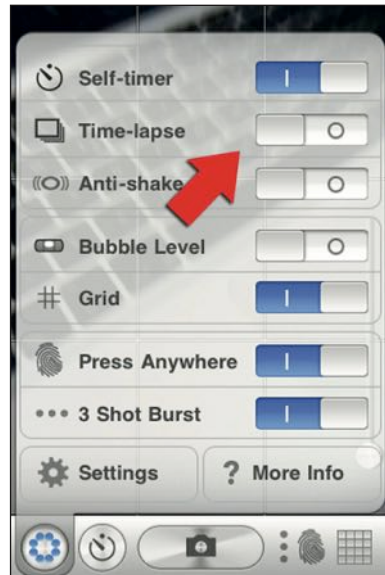 Self-timer
Time-lapse
Anti-shake
Bubble Level
Grid
Press Anywhere
3 Shot Burst
Settings
? More Info